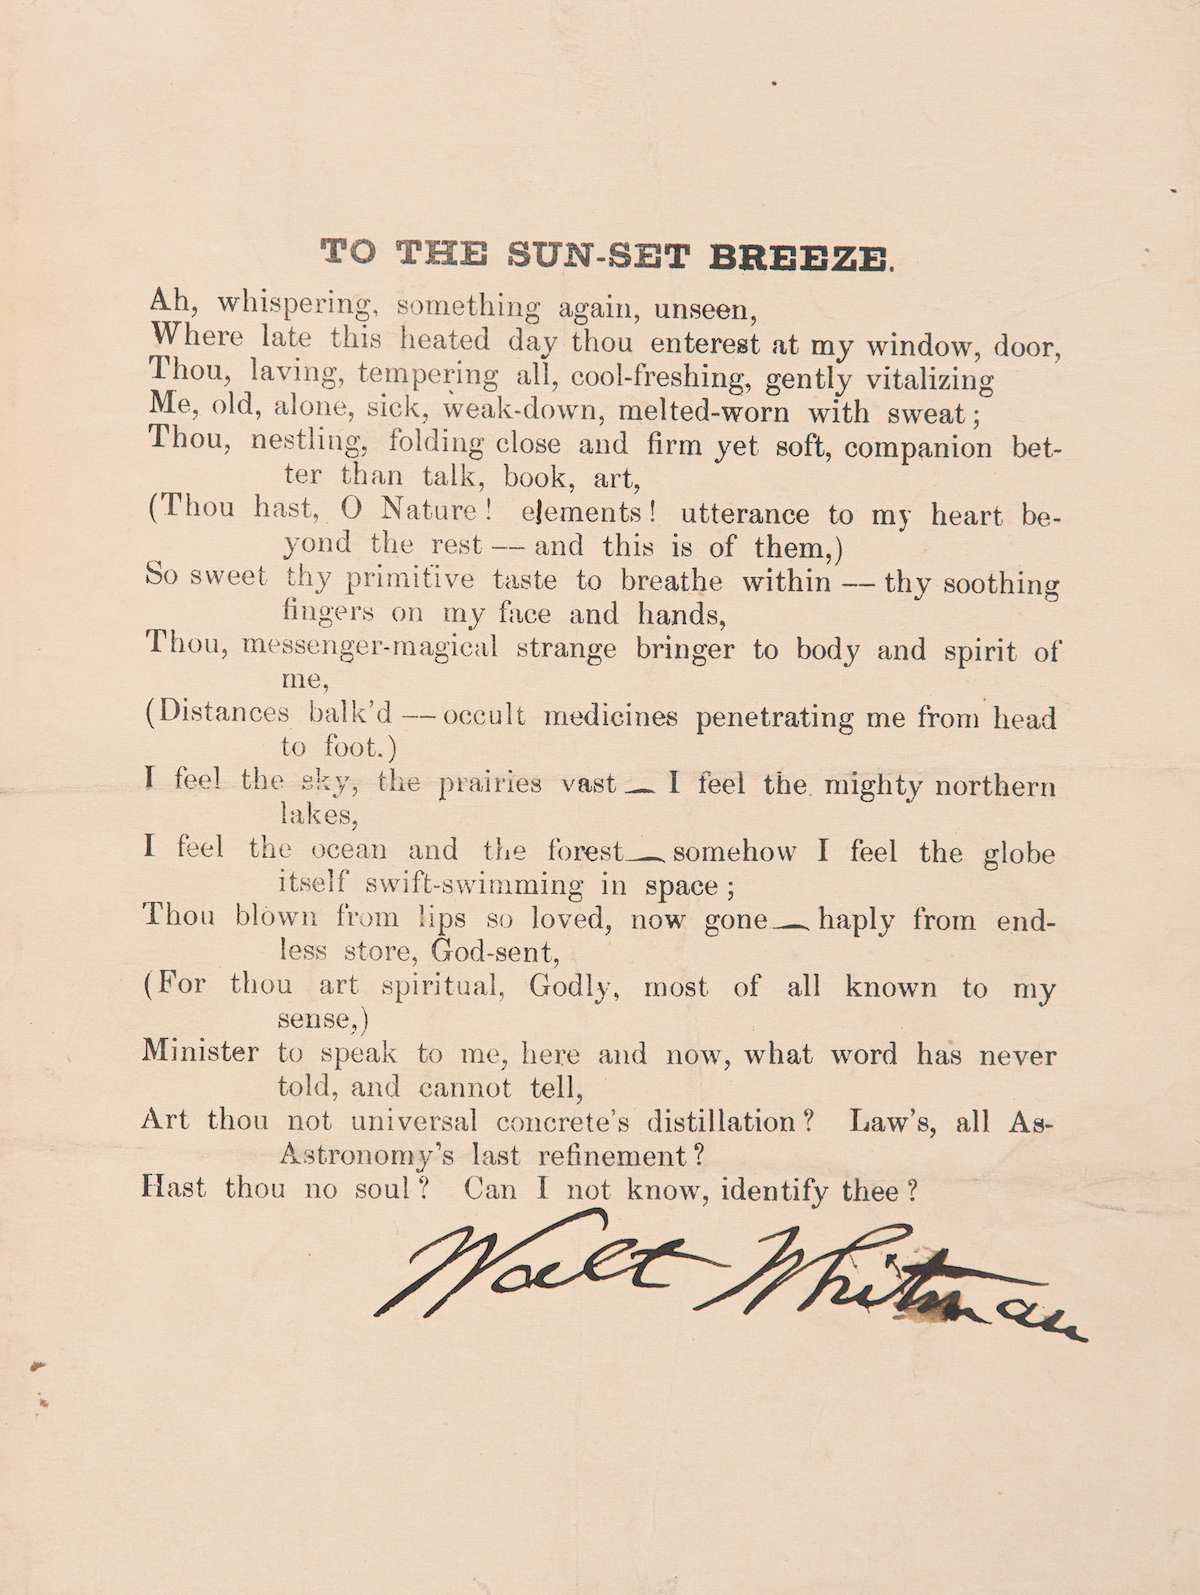 TO THE SUN-SET BREEZE.
Ah, whispering, something again, unseen,
Where late this heated day thou enterest at my window, door,
Thou, laving, tempering all, cool-freshing, gently vitalizing
Me, old, alone, sick, weak-down, melted-worn with sweat;
Thou, nestling, folding close and firm yet soft, companion bet-
ter than talk, book, art,
(Thou hast, O Nature! elements! utterance to my heart be-
yond the rest — and this is of them,)
So sweet thy primitive taste to breathe within — thy soothing
fingers on my face and hands,
Thou, messenger-magical strange bringer to body and spirit of
me,
(Distances balk'd — occult medicines penetrating me from head
to foot.)
I feel the sky, the prairies vast — I feel the mighty northern
lakes,
I feel the ocean and the forest — somehow I feel the globe
itself swift-swimming in space;
Thou blown from lips so loved, now gone — haply from end-
less store, God-sent,
(For thou art spiritual, Godly, most of all known to my
sense,)
Minister to speak to me, here and now, what word has never
told, and cannot tell,
Art thou not universal concrete's distillation? Law's, all As-
Astronomy's last refinement?
Hast thou no soul? Can I not know, identify thee?
Walt Whitman